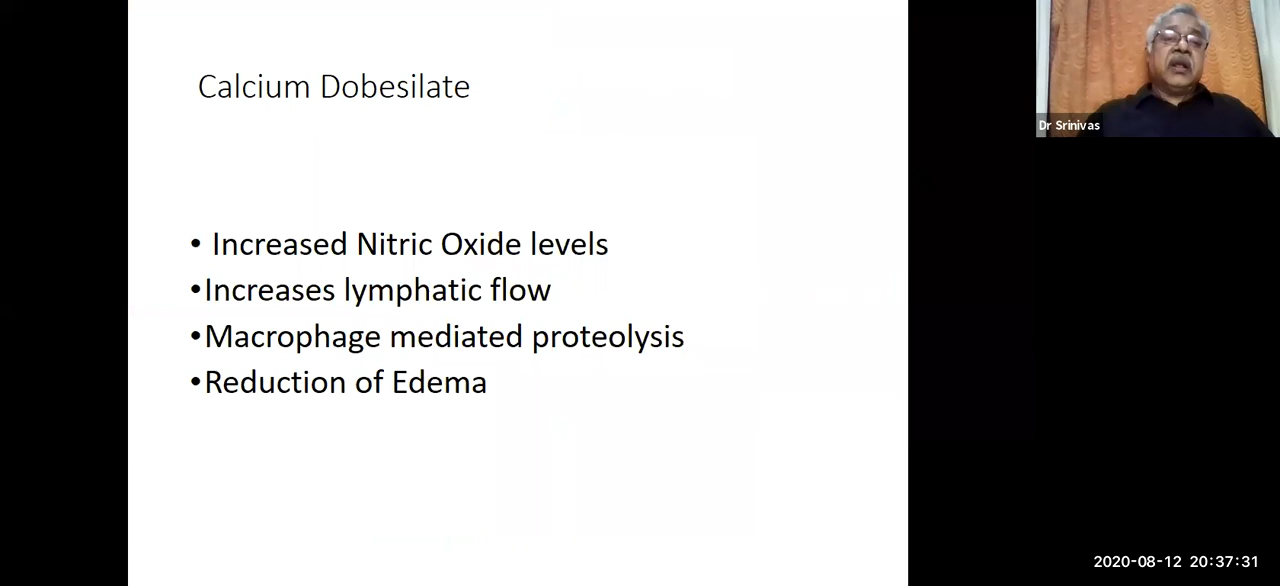 Calcium Dobesilate
• Increased Nitric Oxide levels
•Increases lymphatic flow
•Macrophage mediated proteolysis
•Reduction of Edema
Dr Srinivas
2020-08-12 20:37:31